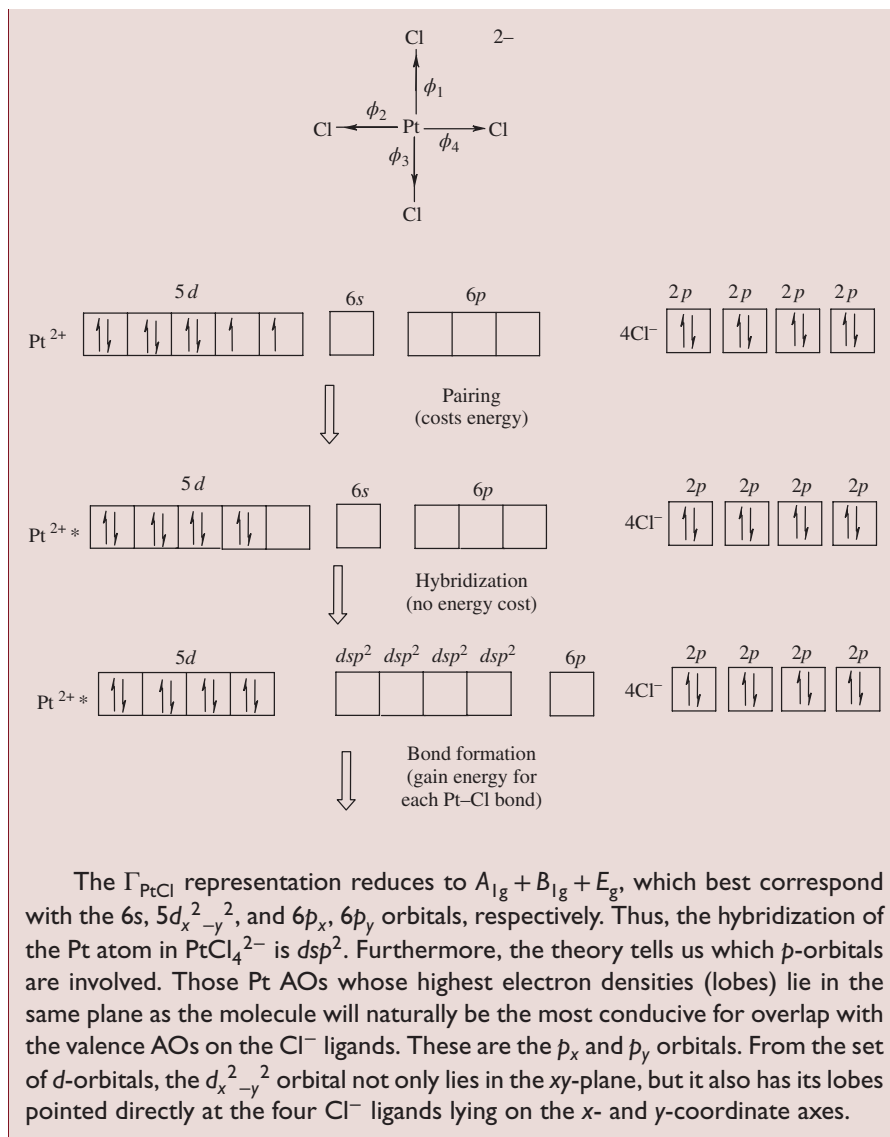 Cl 2–
ϕ1
ϕ2
Cl Pt Cl
ϕ3 ϕ4
Cl
5d 6s 6p 2p 2p 2p 2p
Pt 2+ 4Cl–
Pairing
(costs energy)
5d 6s 6p 2p 2p 2p 2p
Pt 2+ * 4Cl–
Hybridization
(no energy cost)
5d dsp2 dsp2 dsp2 dsp2 6p 2p 2p 2p 2p
Pt 2+ * 4Cl–
Bond formation
(gain energy for
each Pt–Cl bond)
The ΓPtCl representation reduces to A1g + B1g + Eg, which best correspond
with the 6s, 5dx2–y2, and 6px, 6py orbitals, respectively. Thus, the hybridization of
the Pt atom in PtCl42– is dsp2. Furthermore, the theory tells us which p-orbitals
are involved. Those Pt AOs whose highest electron densities (lobes) lie in the
same plane as the molecule will naturally be the most conducive for overlap with
the valence AOs on the Cl– ligands. These are the px and py orbitals. From the set
of d-orbitals, the dx2–y2 orbital not only lies in the xy-plane, but it also has its lobes
pointed directly at the four Cl– ligands lying on the x- and y-coordinate axes.